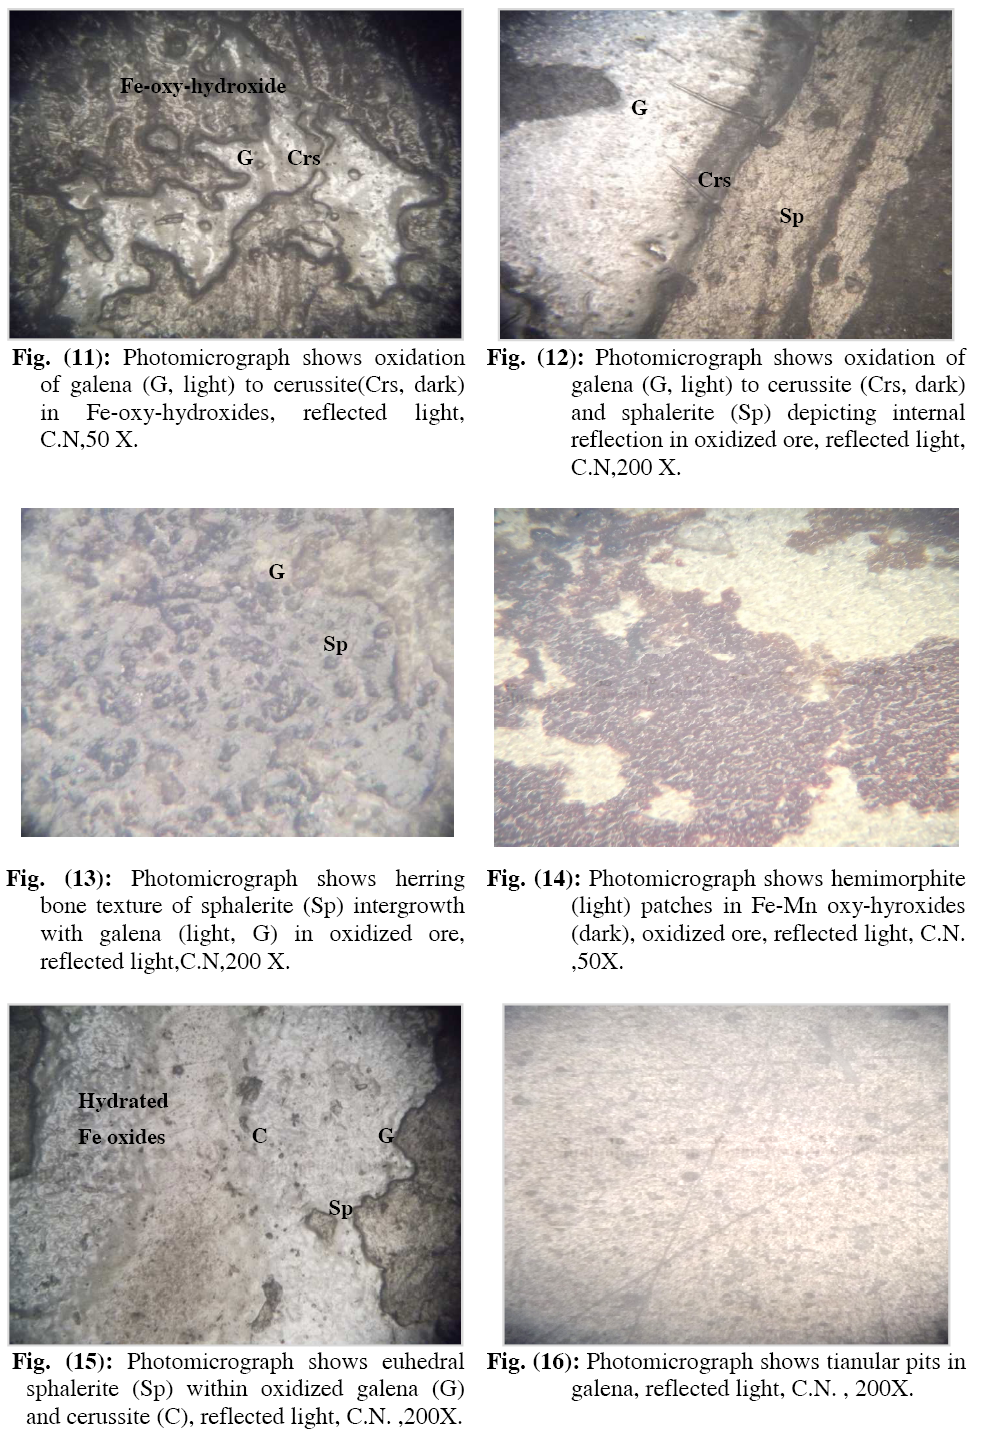 Fe-oxy-hydroxide
G Crs
G
Crs
Sp
Fig. (11): Photomicrograph shows oxidation
of galena (G, light) to cerussite(Crs, dark)
in Fe-oxy-hydroxides, reflected light,
C.N,50 X.
Fig. (12): Photomicrograph shows oxidation of
galena (G, light) to cerussite (Crs, dark)
and sphalerite (Sp) depicting internal
reflection in oxidized ore, reflected light,
C.N,200 X.
G
Sp
Fig. (13): Photomicrograph shows herring
bone texture of sphalerite (Sp) intergrowth
with galena (light, G) in oxidized ore,
reflected light,C.N,200 X.
Fig. (14): Photomicrograph shows hemimorphite
(light) patches in Fe-Mn oxy-hyroxides
(dark), oxidized ore, reflected light, C.N.
,50X.
Hydrated
Fe oxides C G
Sp
Fig. (15): Photomicrograph shows euhedral
sphalerite (Sp) within oxidized galena (G)
and cerussite (C), reflected light, C.N. ,200X.
Fig. (16): Photomicrograph shows tianular pits in
galena, reflected light, C.N. , 200X.